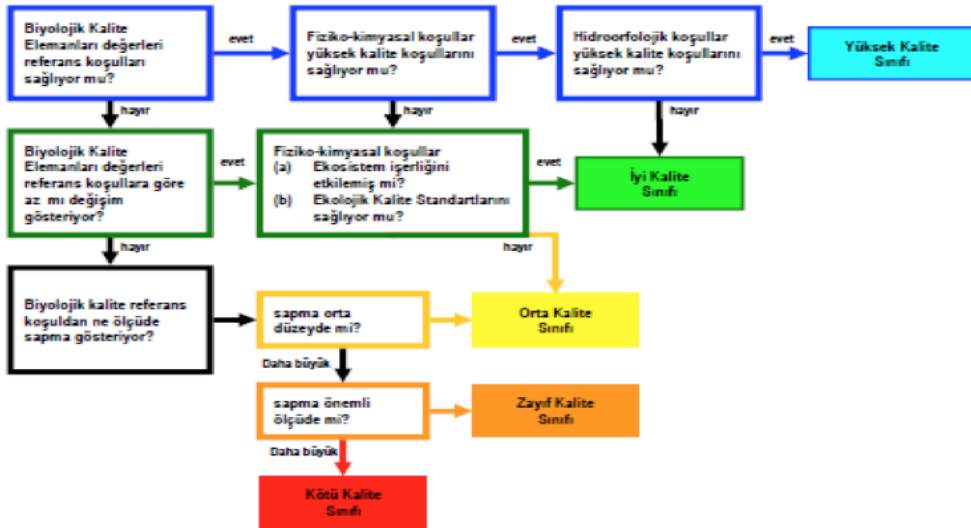 Biyolojik Kalite
Elemanları değerleri
referans koşulları
sağlıyor mu?
evet
Fiziko-kimyasal koşullar
yüksek kalite koşullarını
sağlıyor mu?
evet
Hidroorfolojik koşullar
yüksek kalite koşullarını
sağlıyor mu?
evet
Yüksek Kalite
Sınıfı
hayır
hayır
hayır
Biyolojik Kalite
Elemanları değerleri
referans koşullara göre
az mı değişim
gösteriyor?
evet
Fiziko-kimyasal koşullar
(a) Ekosistem işerliğini
etkilemiş mi?
(b) Ekolojik Kalite Standartlarını
sağlıyor mu?
evet
İyi Kalite
Sınıfı
hayır
hayır
Biyolojik kalite referans
koşuldan ne ölçüde
sapma gösteriyor?
sapma orta
düzeyde mi?
Orta Kalite
Sınıfı
Daha büyük
sapma önemli
ölçüde mi?
Zayıf Kalite
Sınıfı
Daha büyük
Kötü Kalite
Sınıfı